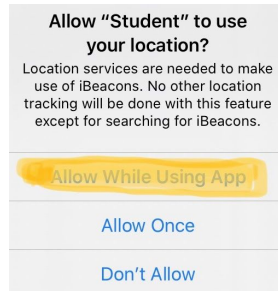 Allow “Student” to use
your location?
Location services are needed to make
use of iBeacons. No other location
tracking will be done with this feature
except for searching for iBeacons.
Allow While Using App
Allow Once
Don’t Allow